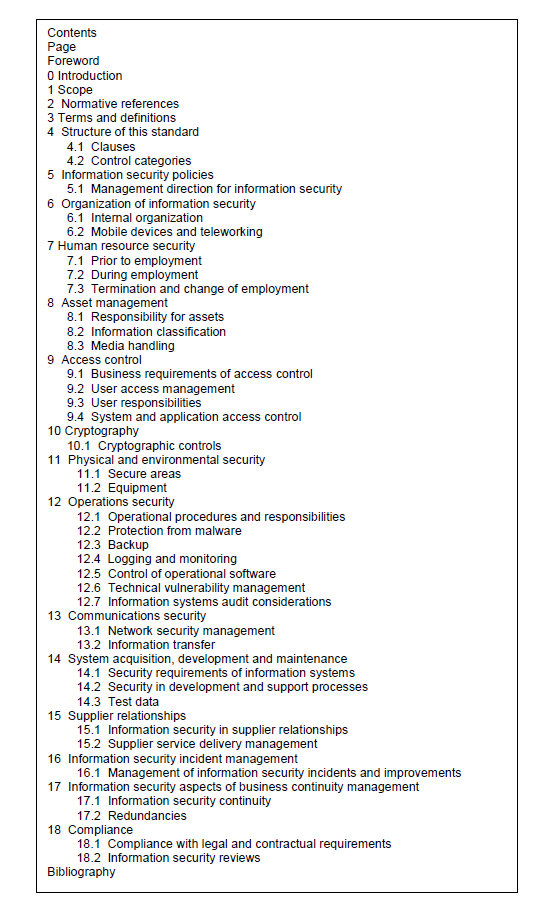 Contents
Page
Foreword
0 Introduction
1 Scope
2 Normative references
3 Terms and definitions
4 Structure of this standard
4.1 Clauses
4.2 Control categories
5 Information security policies
5.1 Management direction for information security
6 Organization of information security
6.1 Internal organization
6.2 Mobile devices and teleworking
7 Human resource security
7.1 Prior to employment
7.2 During employment
7.3 Termination and change of employment
8 Asset management
8.1 Responsibility for assets
8.2 Information classification
8.3 Media handling
9 Access control
9.1 Business requirements of access control
9.2 User access management
9.3 User responsibilities
9.4 System and application access control
10 Cryptography
10.1 Cryptographic controls
11 Physical and environmental security
11.1 Secure areas
11.2 Equipment
12 Operations security
12.1 Operational procedures and responsibilities
12.2 Protection from malware
12.3 Backup
12.4 Logging and monitoring
12.5 Control of operational software
12.6 Technical vulnerability management
12.7 Information systems audit considerations
13 Communications security
13.1 Network security management
13.2 Information transfer
14 System acquisition, development and maintenance
14.1 Security requirements of information systems
14.2 Security in development and support processes
14.3 Test data
15 Supplier relationships
15.1 Information security in supplier relationships
15.2 Supplier service delivery management
16 Information security incident management
16.1 Management of information security incidents and improvements
17 Information security aspects of business continuity management
17.1 Information security continuity
17.2 Redundancies
18 Compliance
18.1 Compliance with legal and contractual requirements
18.2 Information security reviews
Bibliography